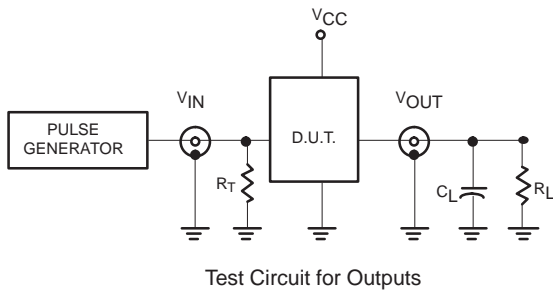 VCC
VIN
VOUT
PULSE
GENERATOR
D.U.T.
RT
CL
RL
Test Circuit for Outputs